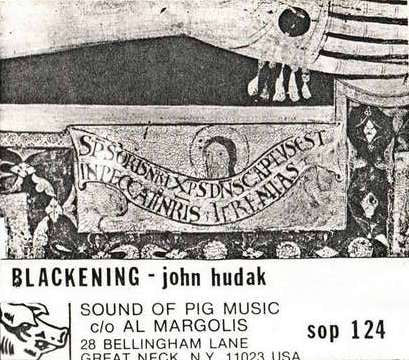 SPS ORIS NRI XPS DNS CAPTUS EST
IN PECCATIS NRIS IEREMIAS
BLACKENING - john hudak
SOUND OF PIG MUSIC
c/o AL MARGOLIS
28 BELLINGHAM LANE
GREAT NECK, N.Y. 11023 USA
sop 124